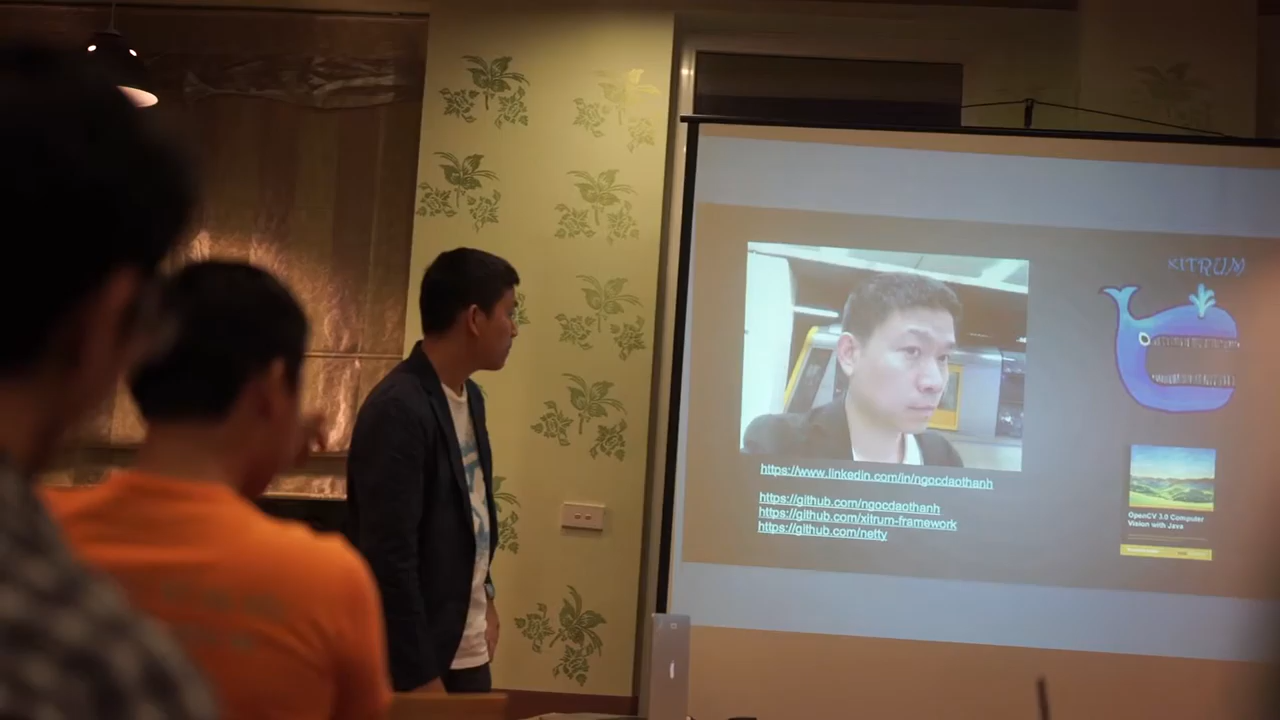 XITRUM
https://www.linkedin.com/in/ngocdaothanh
https://github.com/ngocdaothanh
https://github.com/xitrum-framework
https://github.com/netty
OpenCV 3.0 Computer
Vision with Java